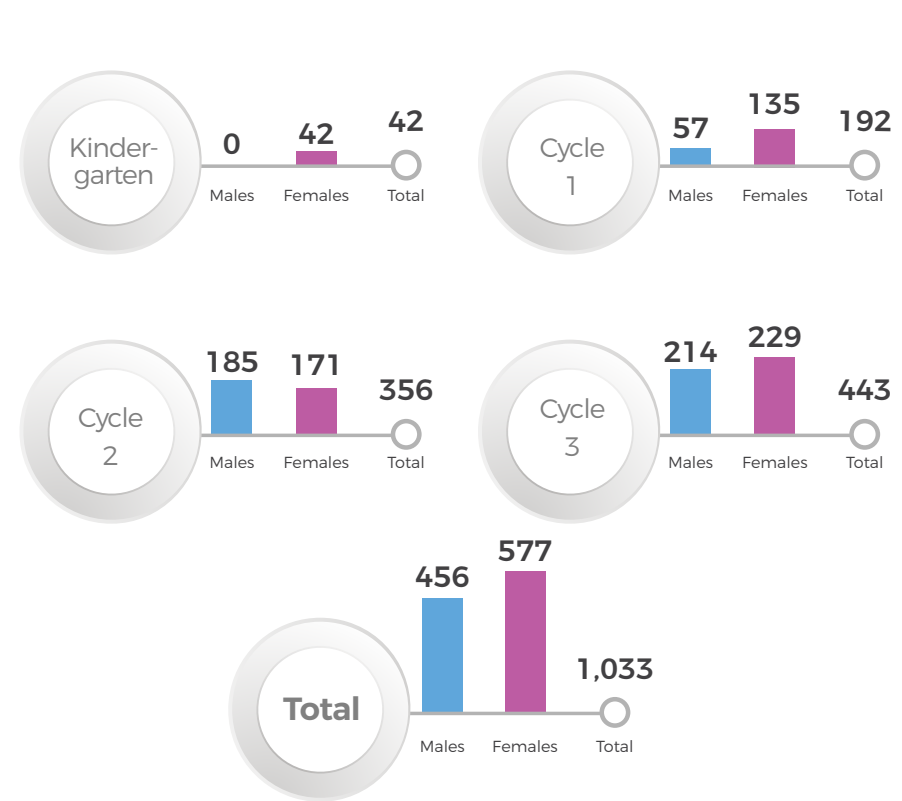 Kinder-
garten
0
42
42
Males
Females
Total
Cycle
1
57
135
192
Males
Females
Total
Cycle
2
185
171
356
Males
Females
Total
Cycle
3
214
229
443
Males
Females
Total
Total
456
577
1,033
Males
Females
Total